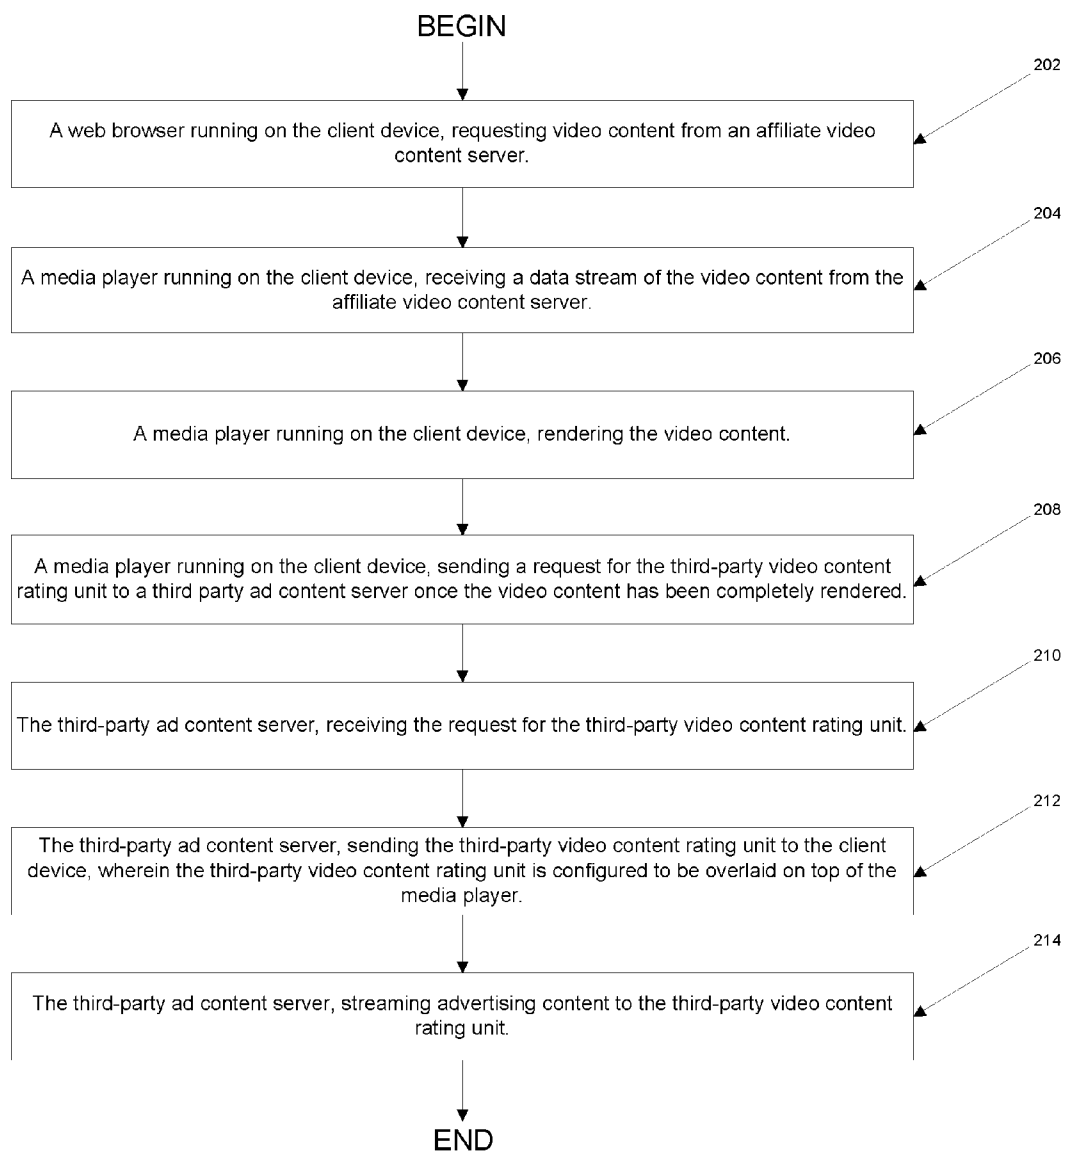 BEGIN
202
A web browser running on the client device, requesting video content from an affiliate video
content server.
204
A media player running on the client device, receiving a data stream of the video content from the
affiliate video content server.
206
A media player running on the client device, rendering the video content.
208
A media player running on the client device, sending a request for the third-party video content
rating unit to a third party ad content server once the video content has been completely rendered.
210
The third-party ad content server, receiving the request for the third-party video content rating unit.
212
The third-party ad content server, sending the third-party video content rating unit to the client
device, wherein the third-party video content rating unit is configured to be overlaid on top of the
media player.
214
The third-party ad content server, streaming advertising content to the third-party video content
rating unit.
END